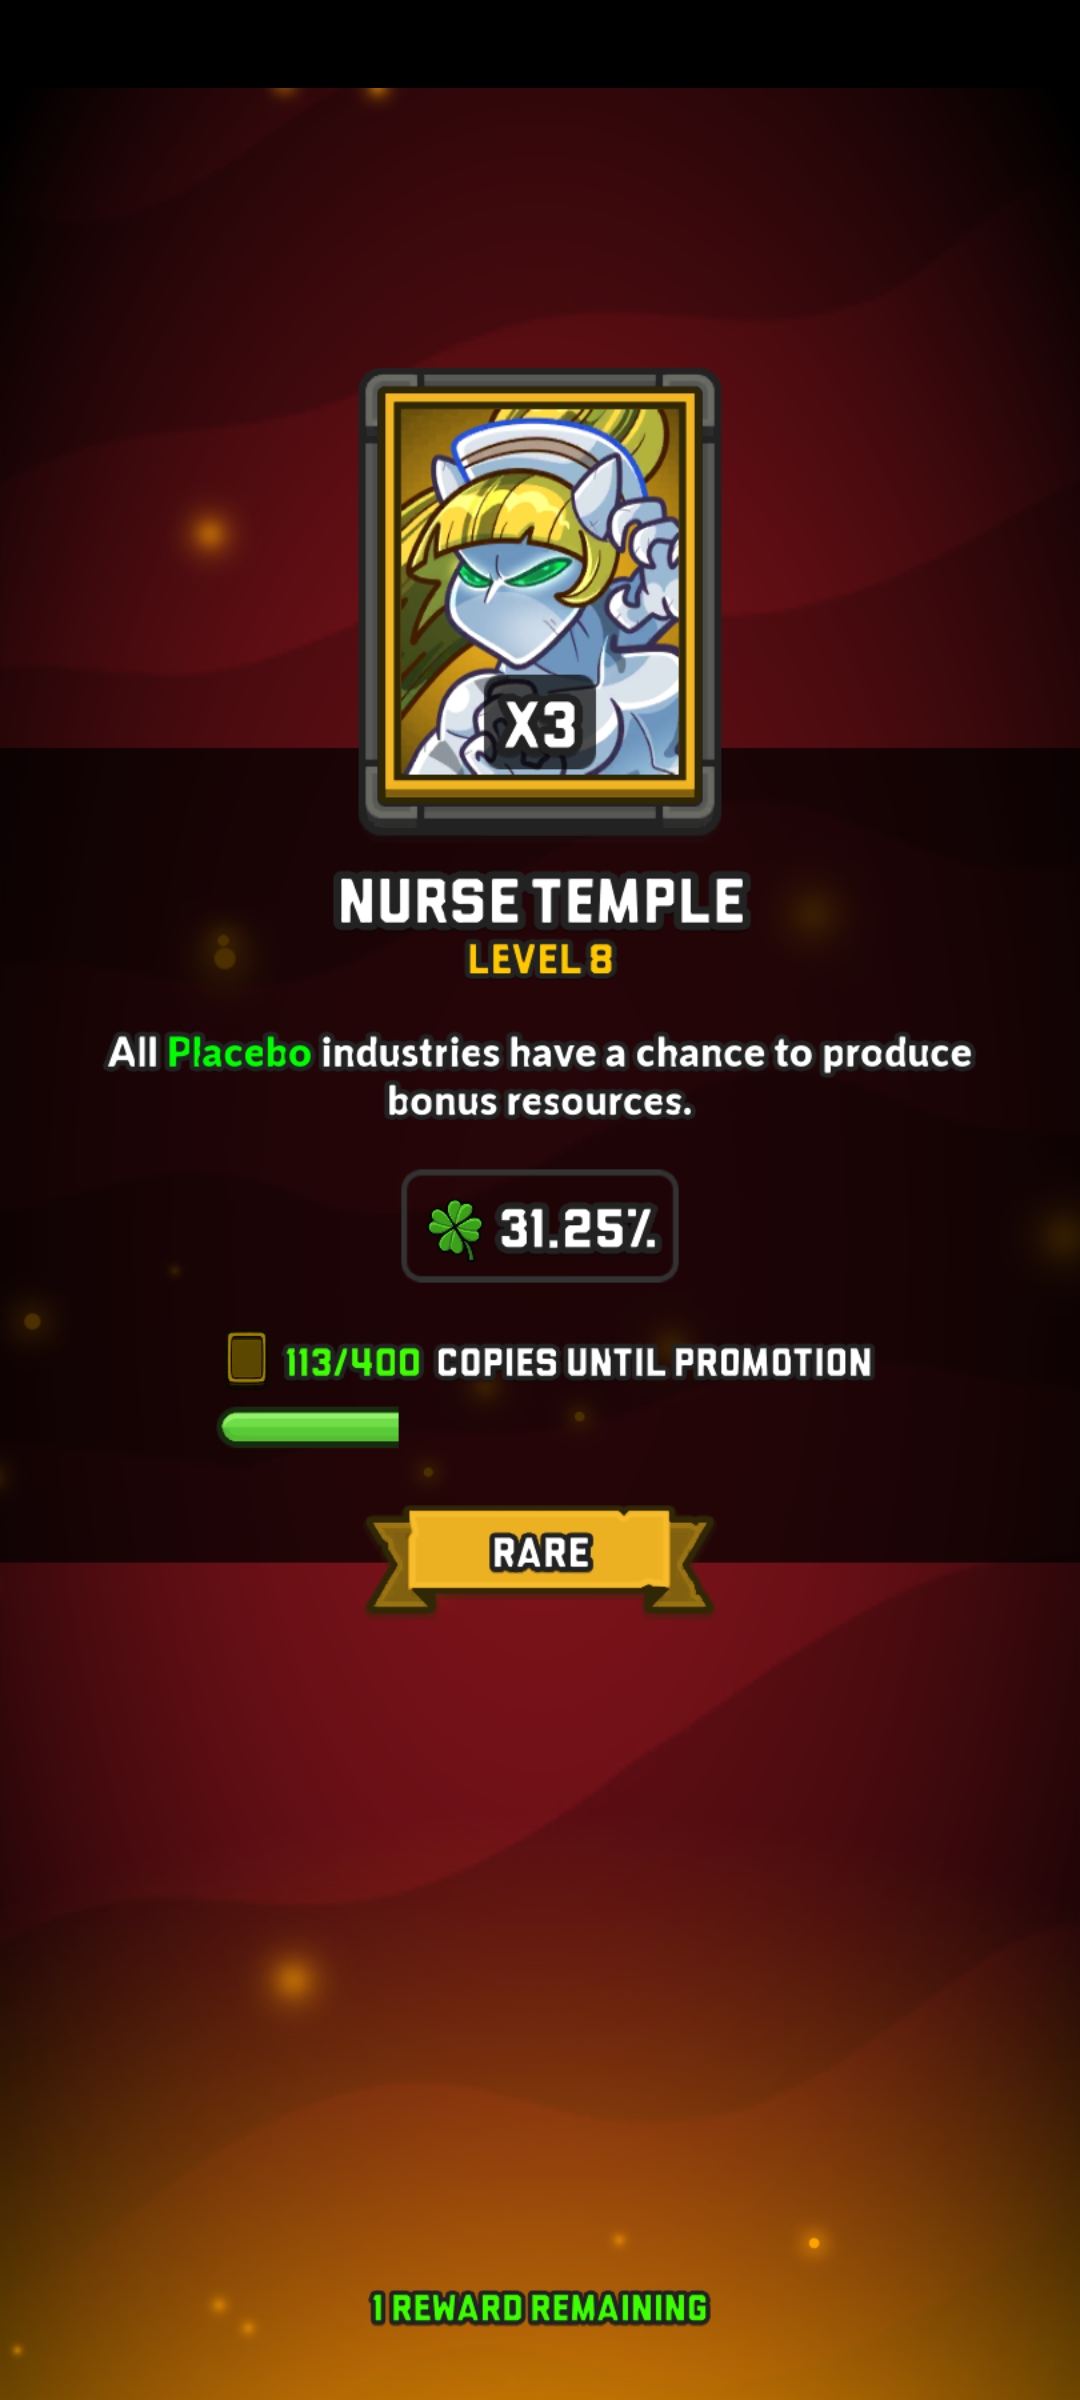 X3
NURSE TEMPLE
LEVEL 8
All Placebo industries have a chance to produce
bonus resources.
31.25%
113/400 COPIES UNTIL PROMOTION
RARE
1 REWARD REMAINING